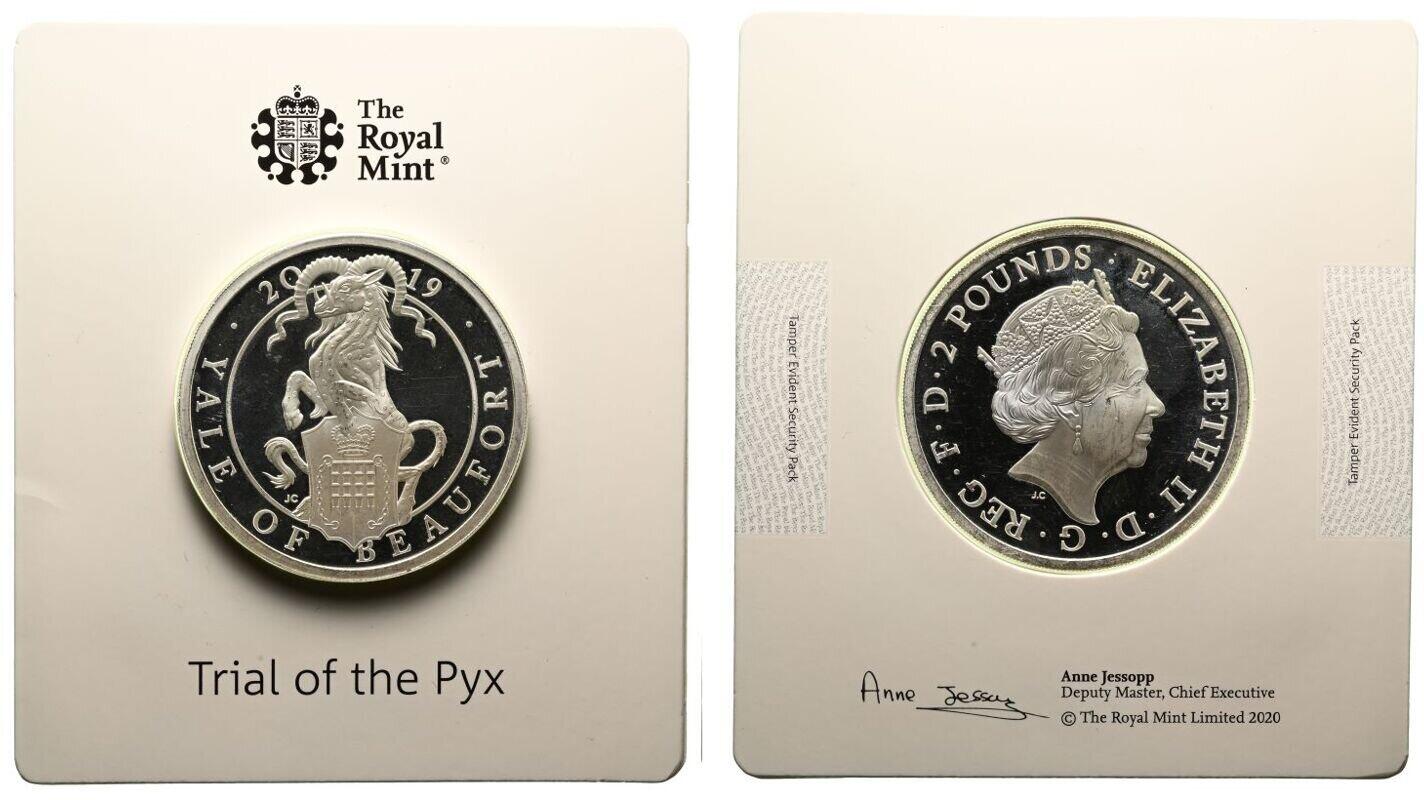 The
Royal
Mint®
2019
YALE OF BEAUFORT
JC
Trial of the Pyx
2 POUNDS · ELIZABETH II · D · G · REG · F · D ·
J.C
Tamper Evident Security Pack
Tamper Evident Security Pack
Anne Jessopp
Anne Jessopp
Deputy Master, Chief Executive
© The Royal Mint Limited 2020